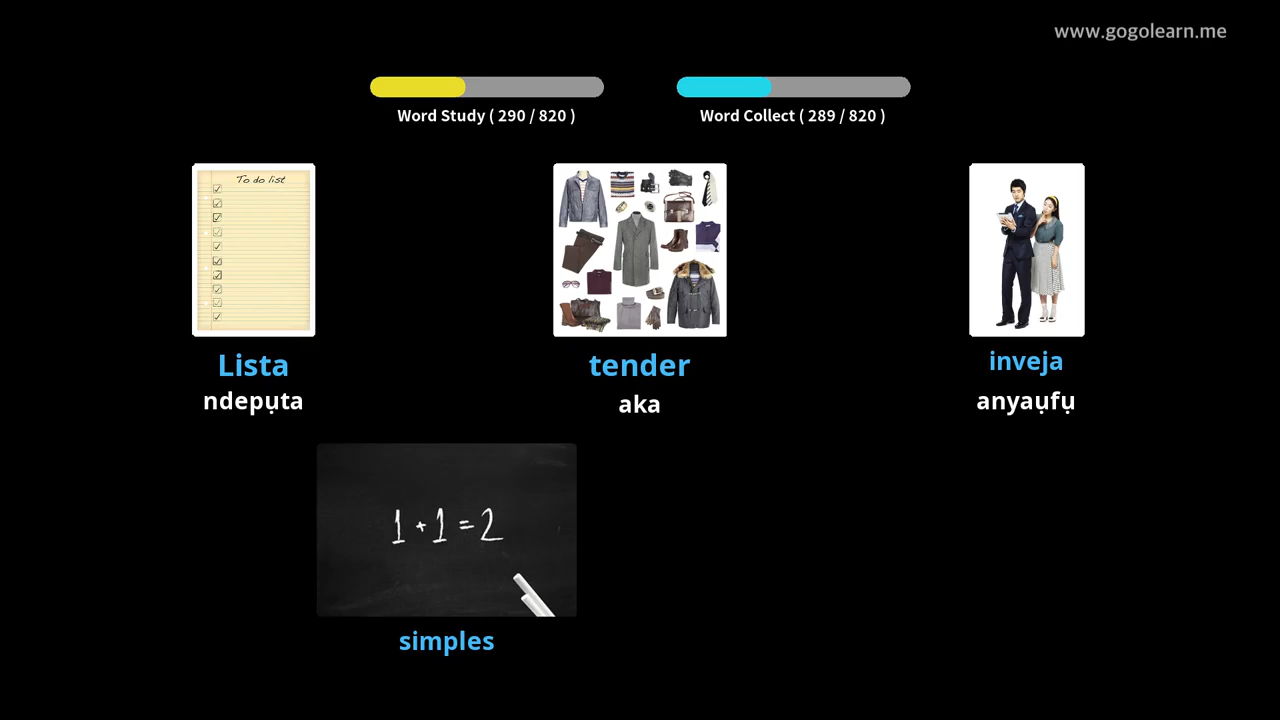 www.gogolearn.me
Word Study ( 290 / 820 )
Word Collect ( 289 / 820 )
To do list
Lista
ndepụta
tender
aka
inveja
anyaụfụ
1 + 1 = 2
simples